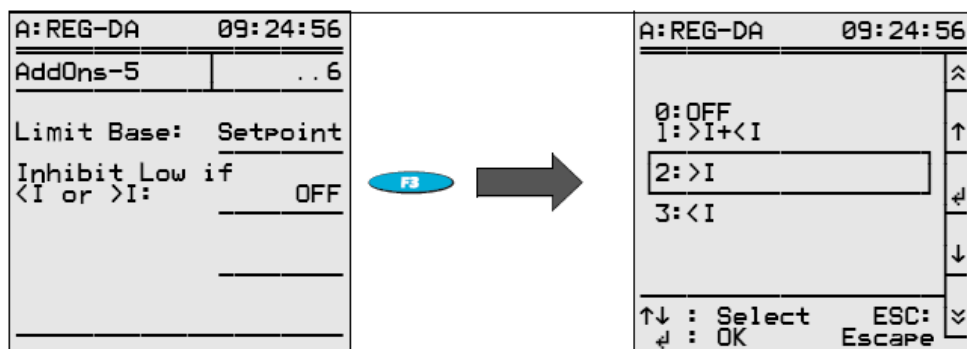 A:REG-DA 09:24:56
AddOns-5 ..6
Limit Base: Setpoint
Inhibit Low if
<I or >I: OFF
F3
A:REG-DA 09:24:56
0:OFF
1:>I+<I
2:>I
3:<I
↑↓ : Select ESC:
↲ : OK Escape